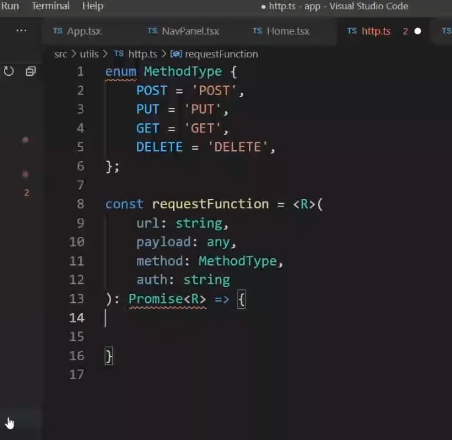 Run Terminal Help
● http.ts - app - Visual Studio Code
... TS App.tsx TS NavPanel.tsx TS Home.tsx TS http.ts 2 ● TS
src > utils > TS http.ts > requestFunction
1 enum MethodType {
2 POST = 'POST',
3 PUT = 'PUT',
4 GET = 'GET',
2
5 DELETE = 'DELETE',
6 };
7
8 const requestFunction = <R>(
9 url: string,
10 payload: any,
11 method: MethodType,
12 auth: string
13 ): Promise<R> => {
14
15
16 }
17